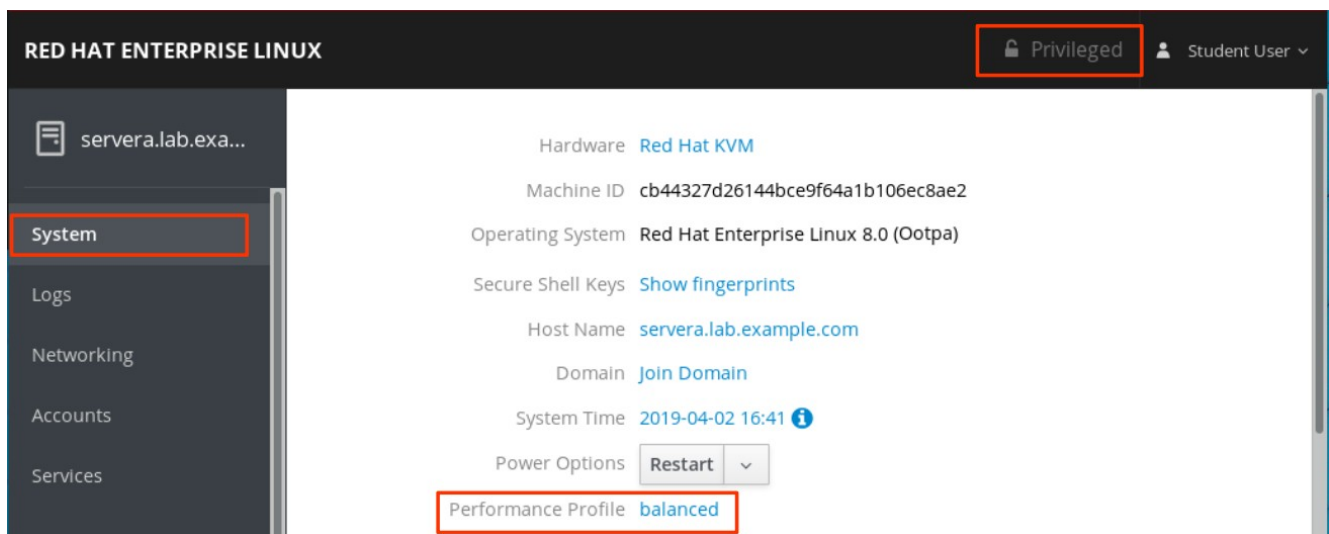 RED HAT ENTERPRISE LINUX
Privileged
Student User
servera.lab.exa...
System
Logs
Networking
Accounts
Services
Hardware Red Hat KVM
Machine ID cb44327d26144bce9f64a1b106ec8ae2
Operating System Red Hat Enterprise Linux 8.0 (Ootpa)
Secure Shell Keys Show fingerprints
Host Name servera.lab.example.com
Domain Join Domain
System Time 2019-04-02 16:41
Power Options Restart
Performance Profile balanced